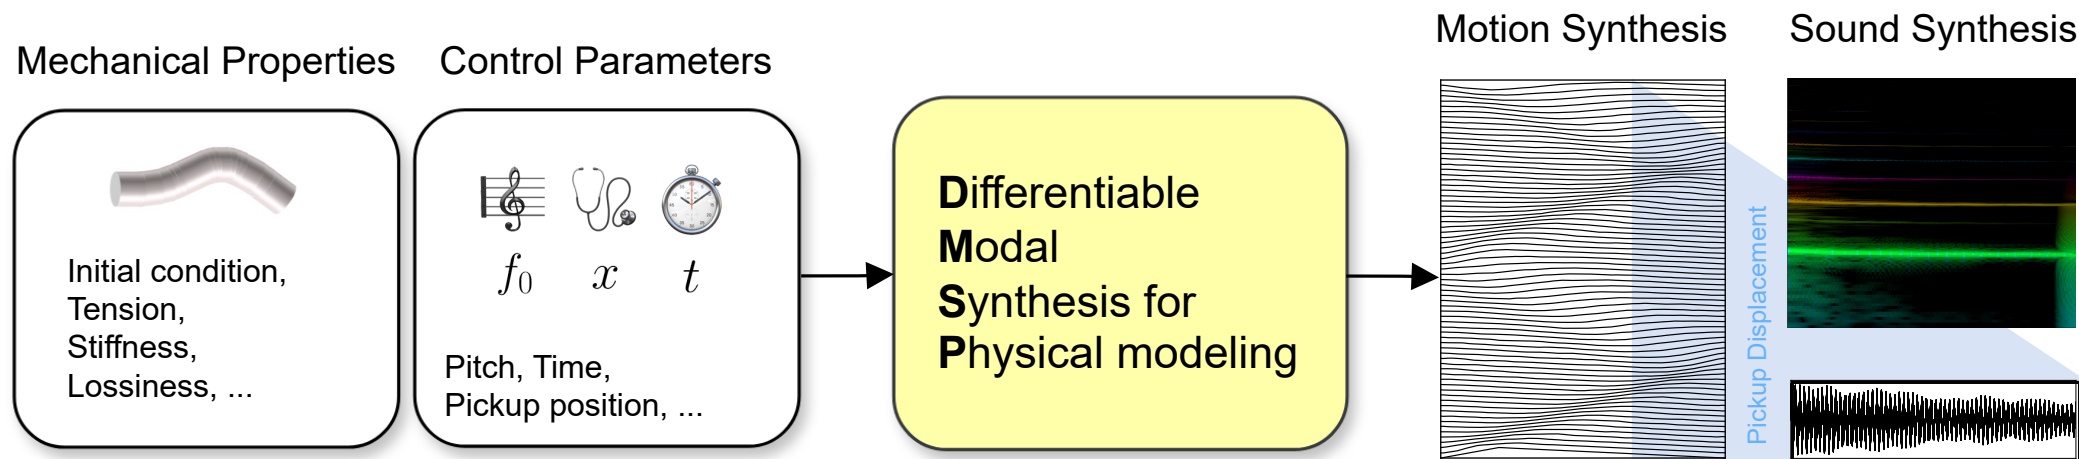 Mechanical Properties
Initial condition,
Tension,
Stiffness,
Lossiness, ...
Control Parameters
f₀ x t
Pitch, Time,
Pickup position, ...
Differentiable
Modal
Synthesis for
Physical modeling
Motion Synthesis
Pickup Displacement
Sound Synthesis